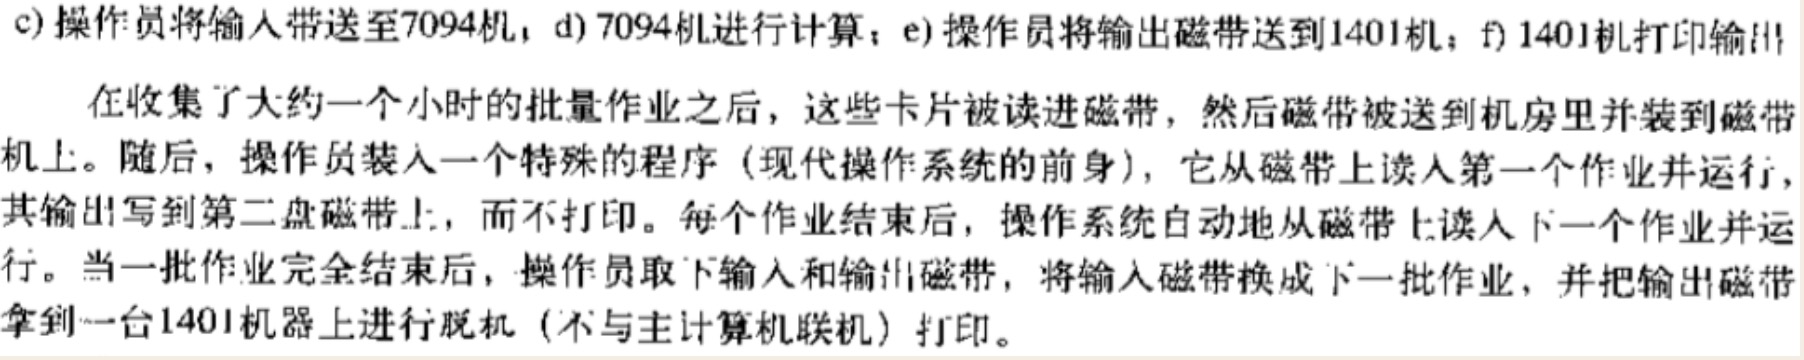 c) 操作员将输入带送至7094机；d) 7094机进行计算；e) 操作员将输出磁带送到1401机；f) 1401机打印输出
在收集了大约一个小时的批量作业之后，这些卡片被读进磁带，然后磁带被送到机房里并装到磁带
机上。随后，操作员装入一个特殊的程序（现代操作系统的前身），它从磁带上读入第一个作业并运行，
其输出写到第二盘磁带上，而不打印。每个作业结束后，操作系统自动地从磁带上读入下一个作业并运
行。当一批作业完全结束后，操作员取下输入和输出磁带，将输入磁带换成下一批作业，并把输出磁带
拿到一台1401机器上进行脱机（不与主计算机联机）打印。